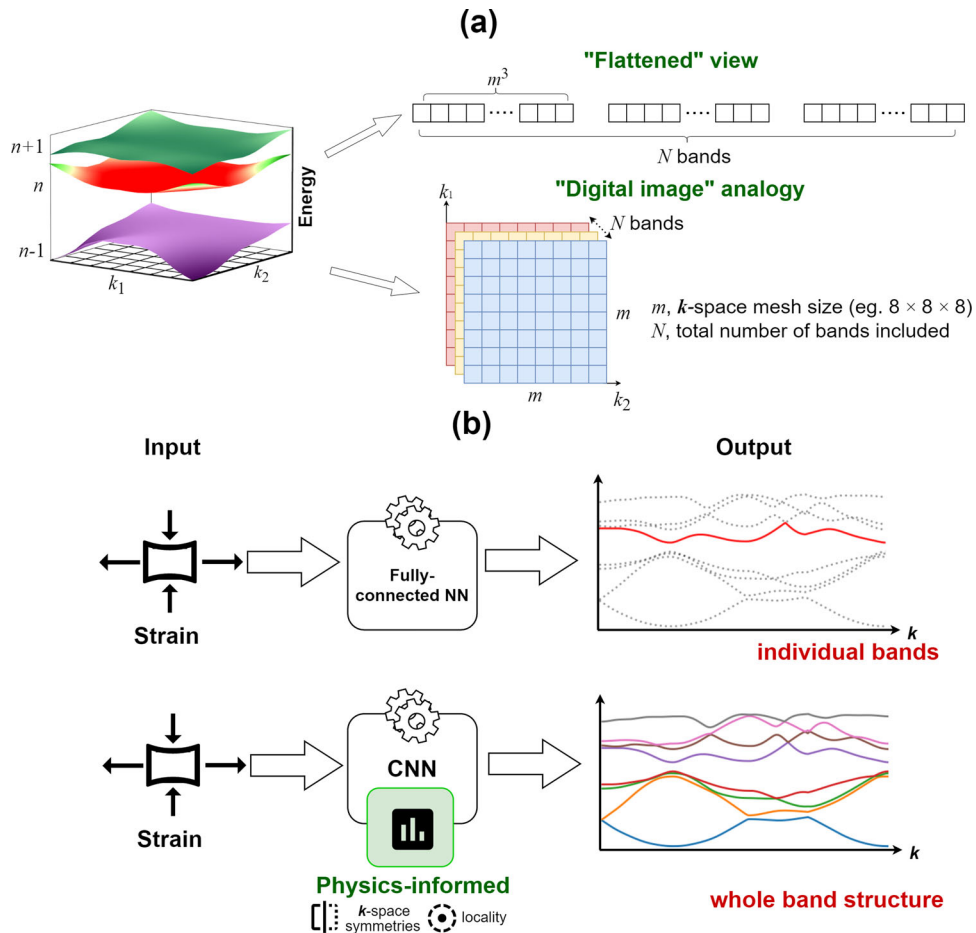 (a)
"Flattened" view
m³
N bands
n+1
n
n-1
Energy
k₁
k₂
"Digital image" analogy
k₁
N bands
m
m
k₂
m, k-space mesh size (eg. 8 × 8 × 8)
N, total number of bands included
(b)
Input
Output
Strain
Fully-
connected NN
k
individual bands
Strain
CNN
Physics-informed
k-space
symmetries
locality
k
whole band structure